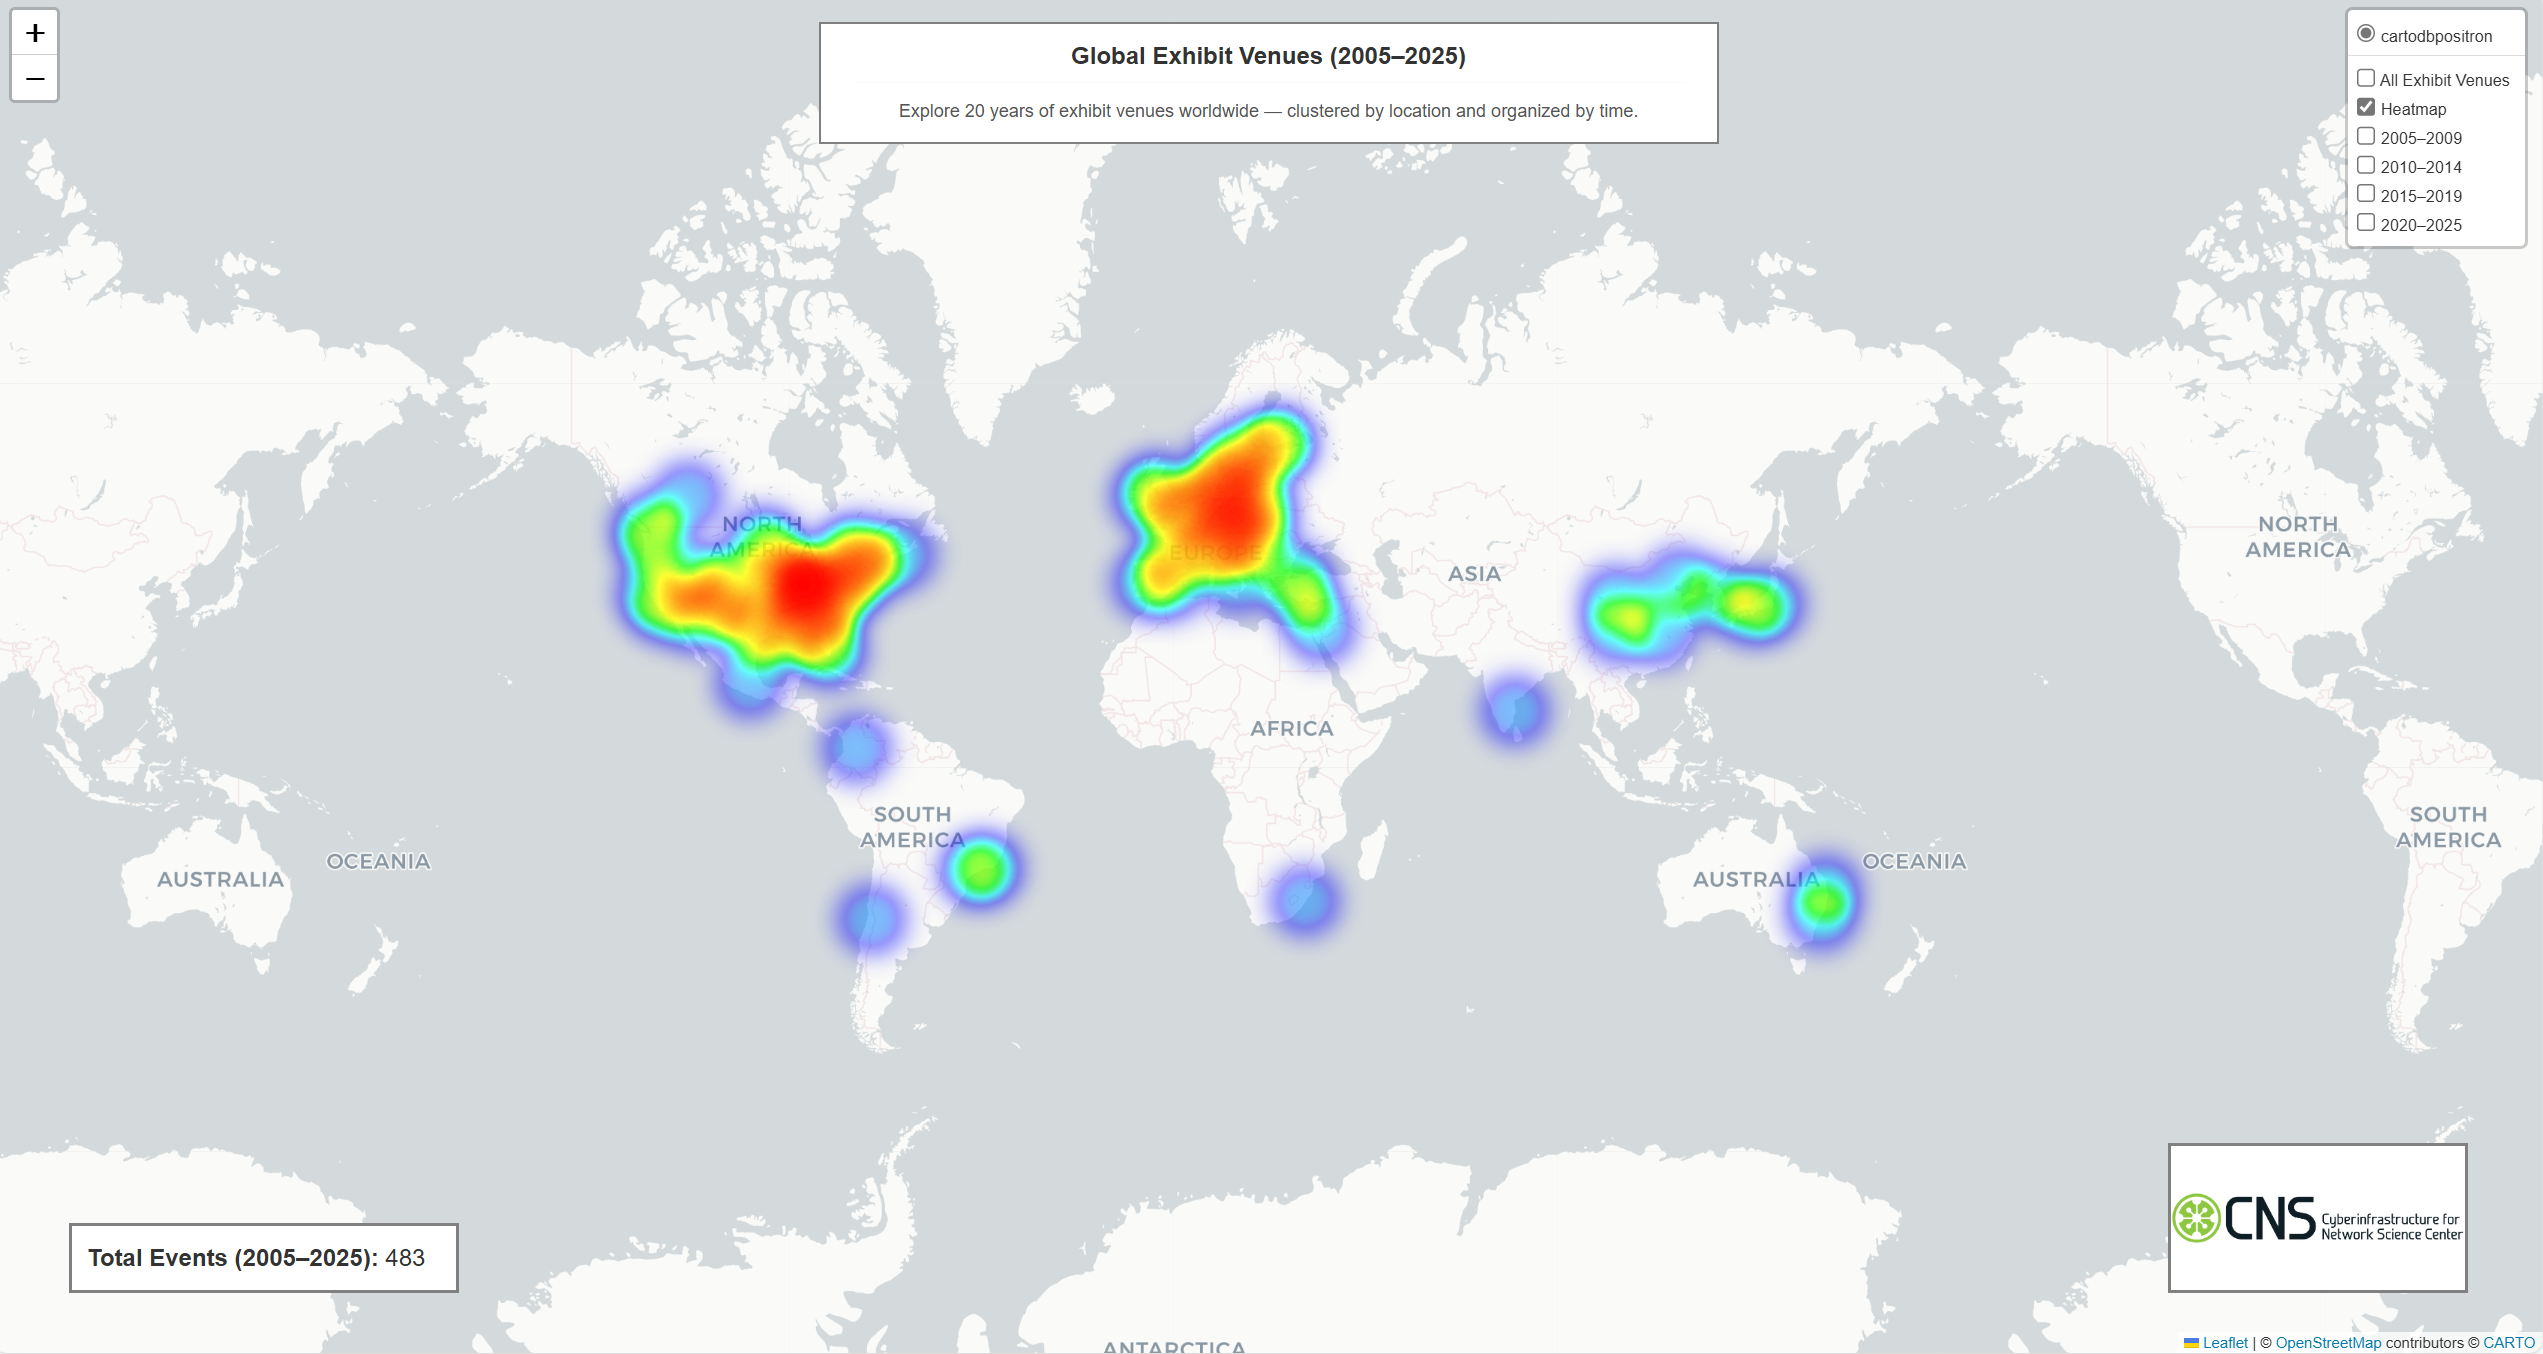 +
−
Global Exhibit Venues (2005–2025)
Explore 20 years of exhibit venues worldwide — clustered by location and organized by time.
cartodbpositron
All Exhibit Venues
Heatmap
2005–2009
2010–2014
2015–2019
2020–2025
NORTH
AMERICA
EUROPE
ASIA
NORTH
AMERICA
AFRICA
SOUTH
AMERICA
SOUTH
AMERICA
AUSTRALIA
OCEANIA
AUSTRALIA
OCEANIA
ANTARCTICA
Total Events (2005–2025): 483
CNS Cyberinfrastructure for
Network Science Center
Leaflet | © OpenStreetMap contributors © CARTO